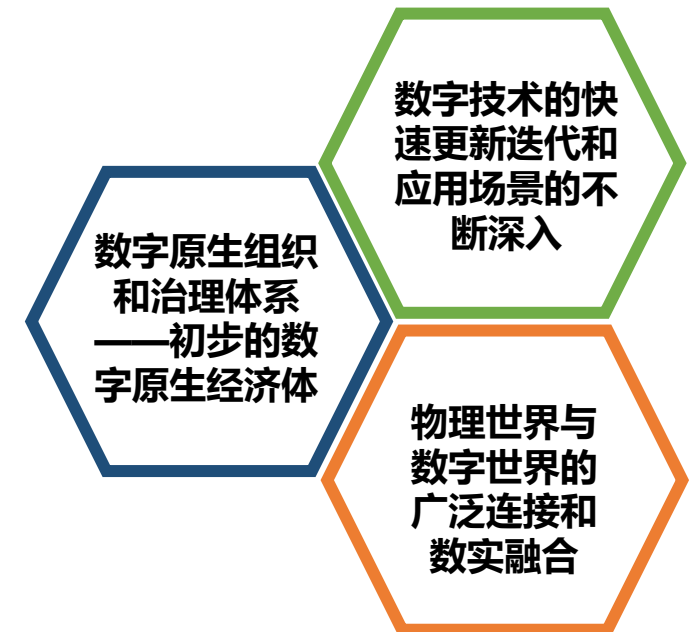 数字技术的快
速更新迭代和
应用场景的不
断深入
数字原生组织
和治理体系
——初步的数
字原生经济体
物理世界与
数字世界的
广泛连接和
数实融合